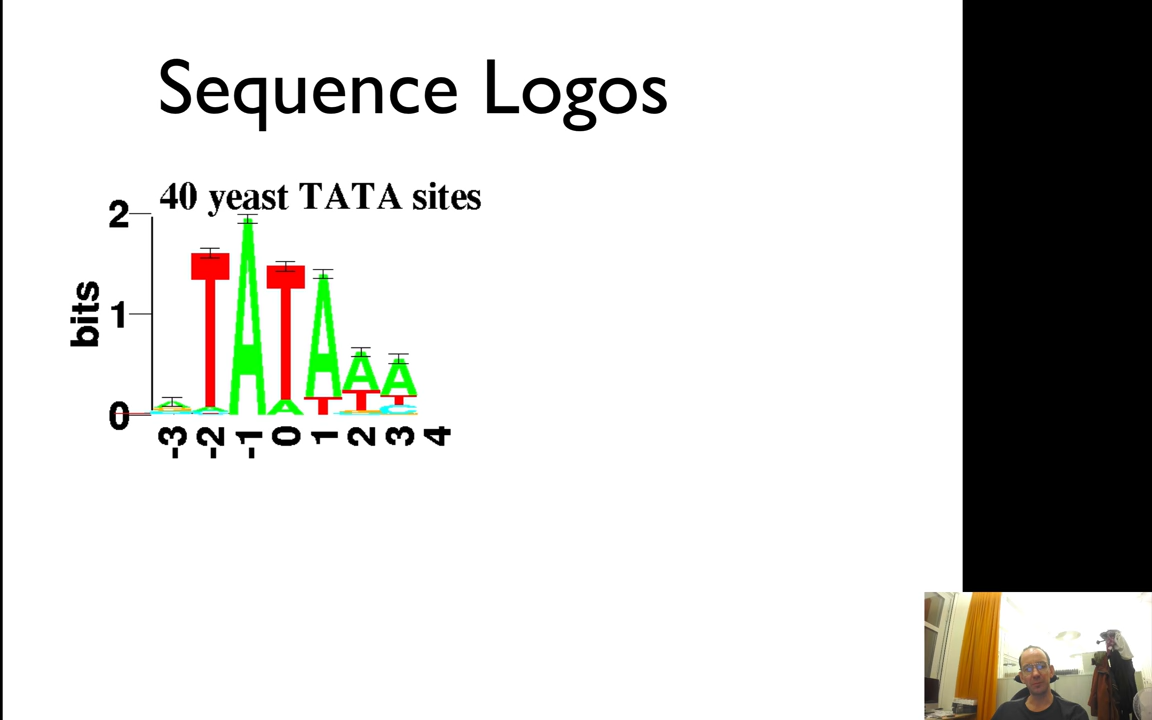 Sequence Logos
40 yeast TATA sites
2
bits
1
0
T A T A A A
A T T T
C
-3 -2 -1 0 1 2 3 4